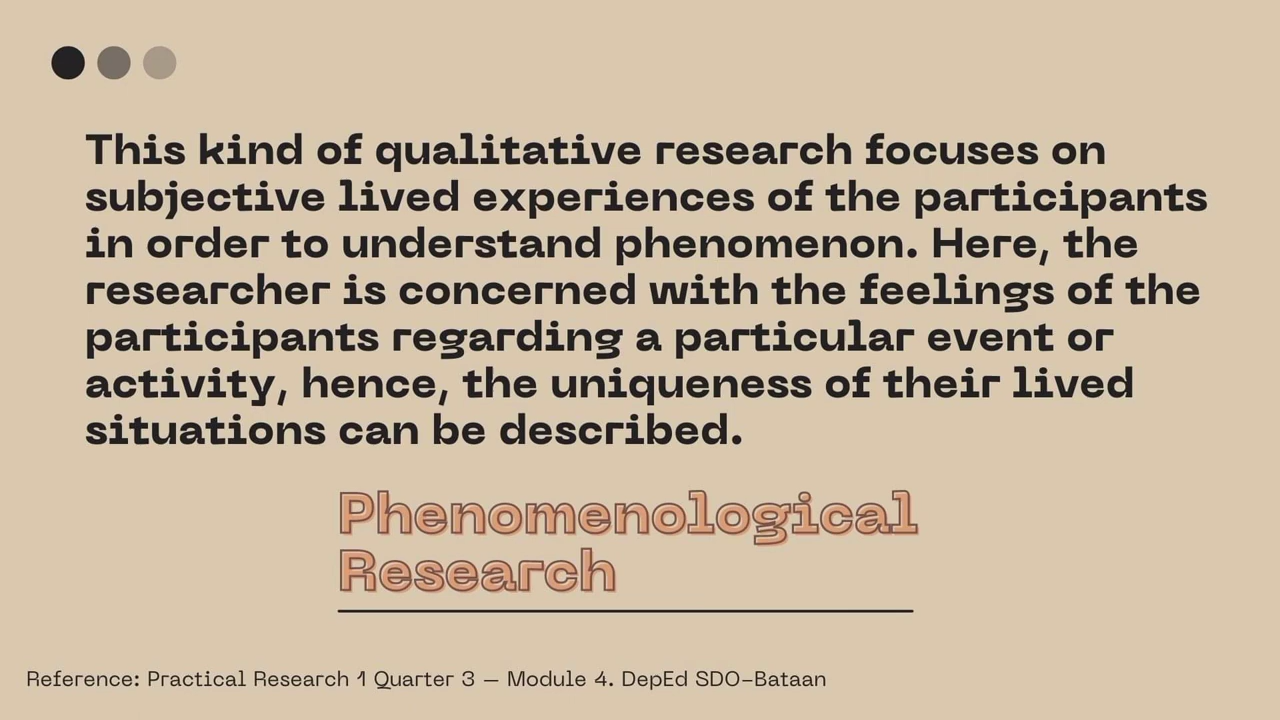 This kind of qualitative research focuses on
subjective lived experiences of the participants
in order to understand phenomenon. Here, the
researcher is concerned with the feelings of the
participants regarding a particular event or
activity, hence, the uniqueness of their lived
situations can be described.
Phenomenological
Research
Reference: Practical Research 1 Quarter 3 – Module 4. DepEd SDO-Bataan